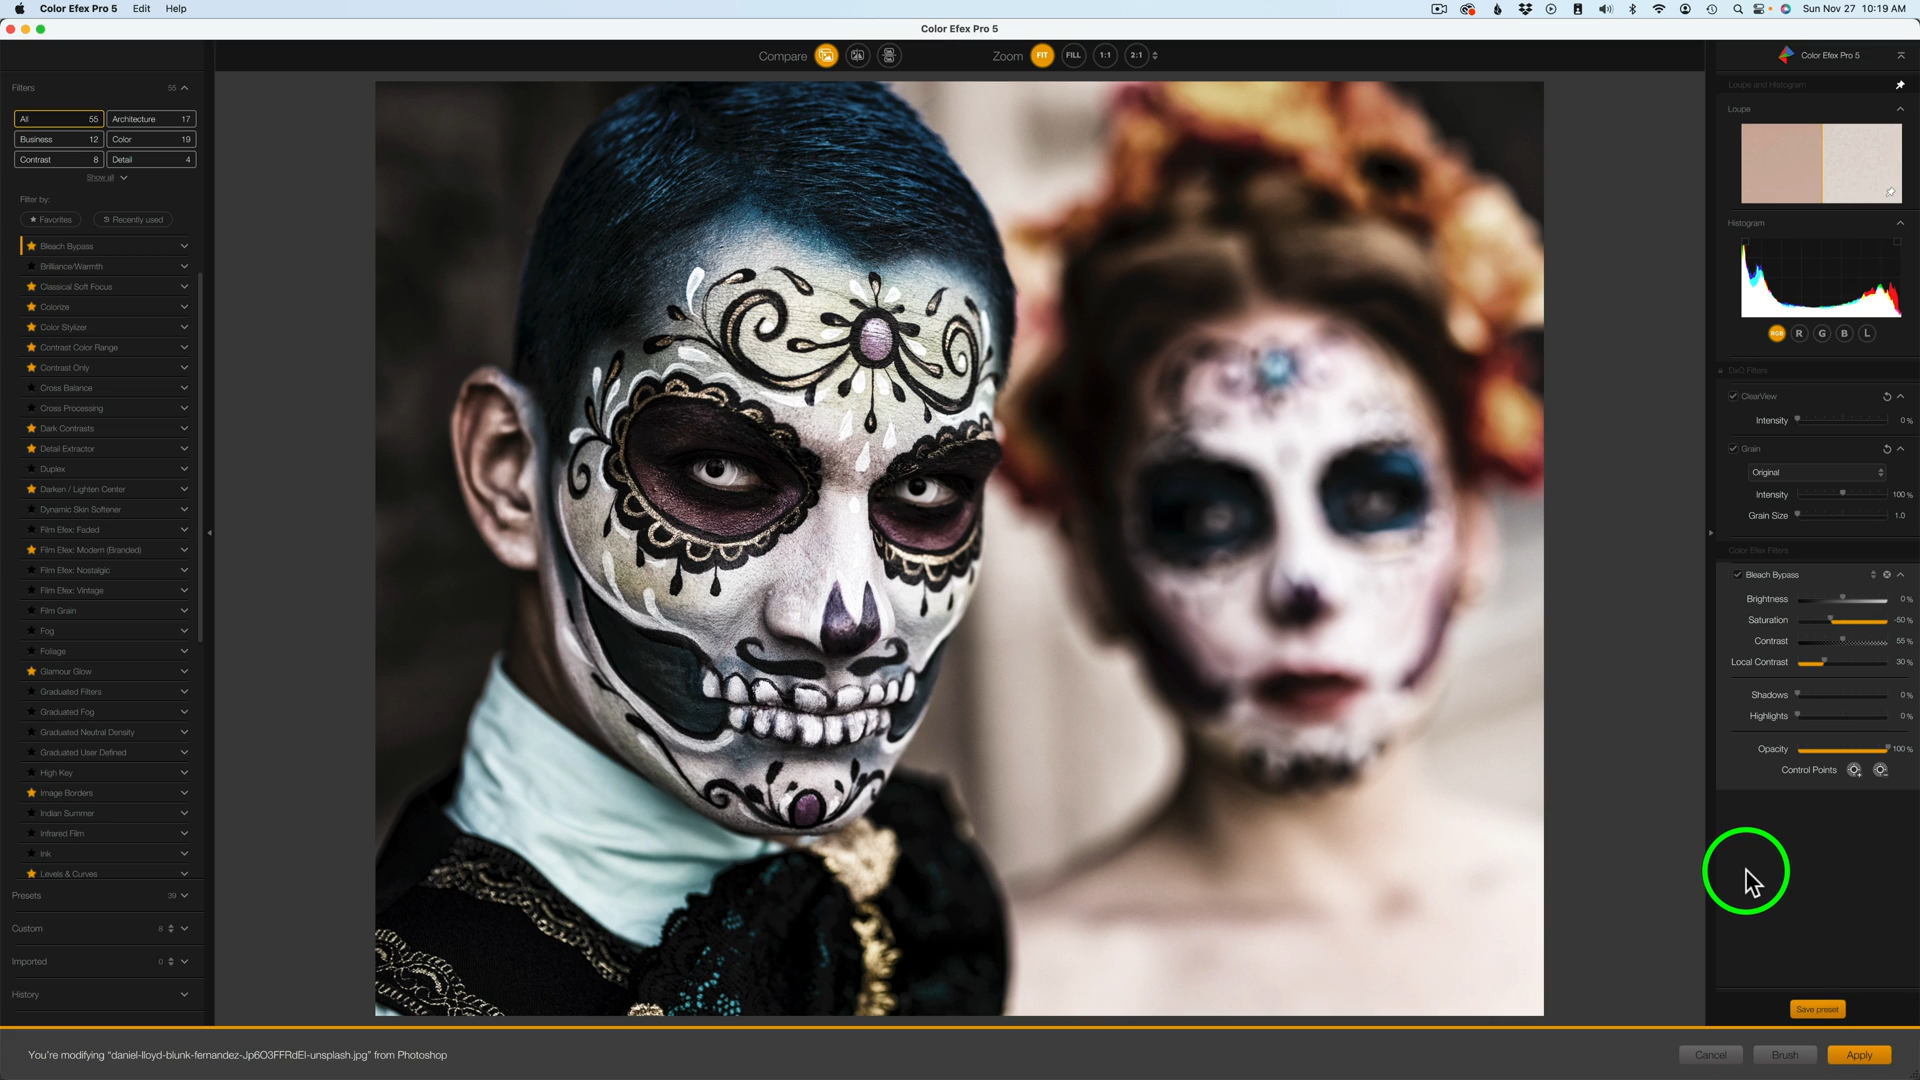 Color Efex Pro 5 Edit Help
Sun Nov 27 10:19 AM
Color Efex Pro 5
Filters 55
Compare
Zoom FIT FILL 1:1 2:1
Color Efex Pro 5
Loupe and Histogram
Loupe
All 55 Architecture 17
Business 12 Color 19
Contrast 8 Detail 4
Show all
Filter by:
Favorites Recently used
Bleach Bypass
Brilliance/Warmth
Classical Soft Focus
Colorize
Color Stylizer
Contrast Color Range
Contrast Only
Cross Balance
Cross Processing
Dark Contrasts
Detail Extractor
Duplex
Darken / Lighten Center
Dynamic Skin Softener
Film Efex: Faded
Film Efex: Modern (Branded)
Film Efex: Nostalgic
Film Efex: Vintage
Film Grain
Fog
Foliage
Glamour Glow
Graduated Filters
Graduated Fog
Graduated Neutral Density
Graduated User Defined
High Key
Image Borders
Indian Summer
Infrared Film
Ink
Levels & Curves
Presets 39
Custom 8
Imported 0
History
Histogram
RGB R G B L
DxO Filters
ClearView
Intensity 0 %
Grain
Original
Intensity 100 %
Grain Size 1.0
Color Efex Filters
Bleach Bypass
Brightness 0 %
Saturation -50 %
Contrast 55 %
Local Contrast 30 %
Shadows 0 %
Highlights 0 %
Opacity 100 %
Control Points
Save preset
You're modifying "daniel-lloyd-blunk-fernandez-Jp6O3FFRdEI-unsplash.jpg" from Photoshop
Cancel Brush Apply